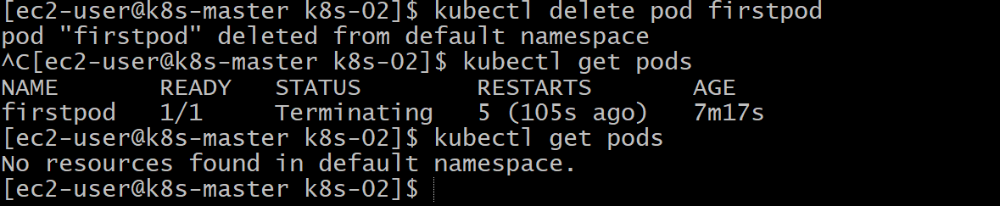 [ec2-user@k8s-master k8s-02]$ kubectl delete pod firstpod
pod "firstpod" deleted from default namespace
^C[ec2-user@k8s-master k8s-02]$ kubectl get pods
NAME       READY   STATUS        RESTARTS       AGE
firstpod   1/1     Terminating   5 (105s ago)   7m17s
[ec2-user@k8s-master k8s-02]$ kubectl get pods
No resources found in default namespace.
[ec2-user@k8s-master k8s-02]$